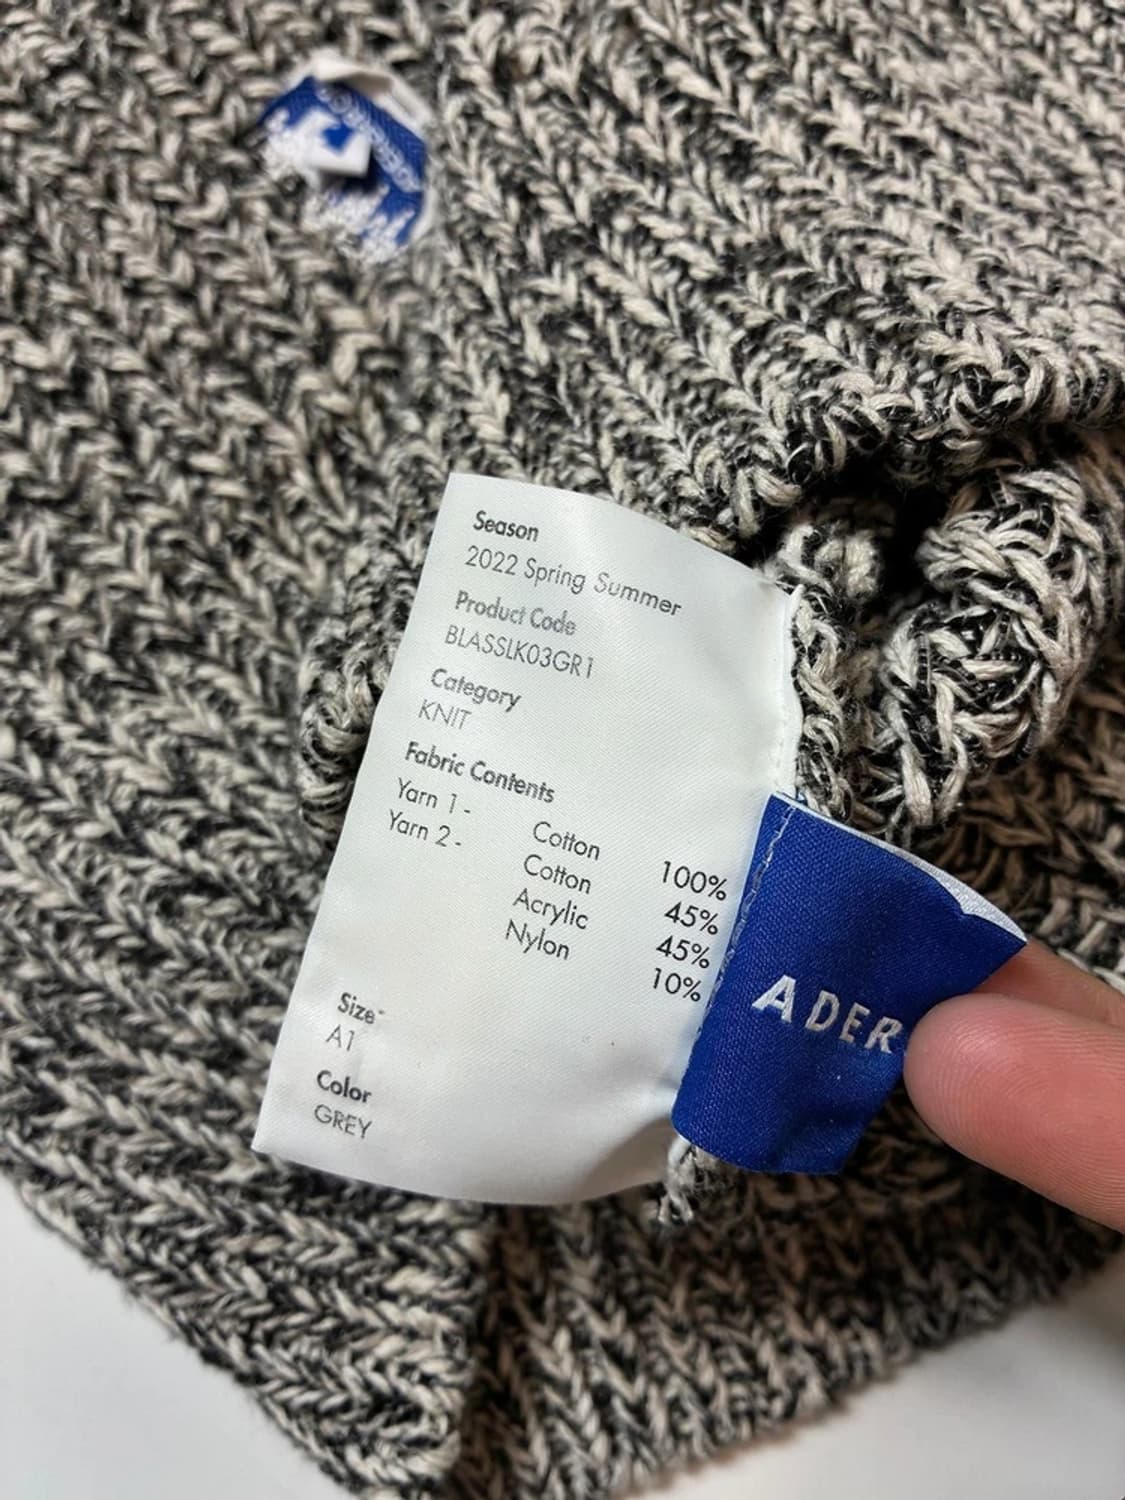 Season
2022 Spring Summer
Product Code
BLASSLK03GR1
Category
KNIT
Fabric Contents
Yarn 1 - Cotton 100%
Yarn 2 - Cotton 45%
Acrylic 45%
Nylon 10%
Size
A1
Color
GREY
ADER